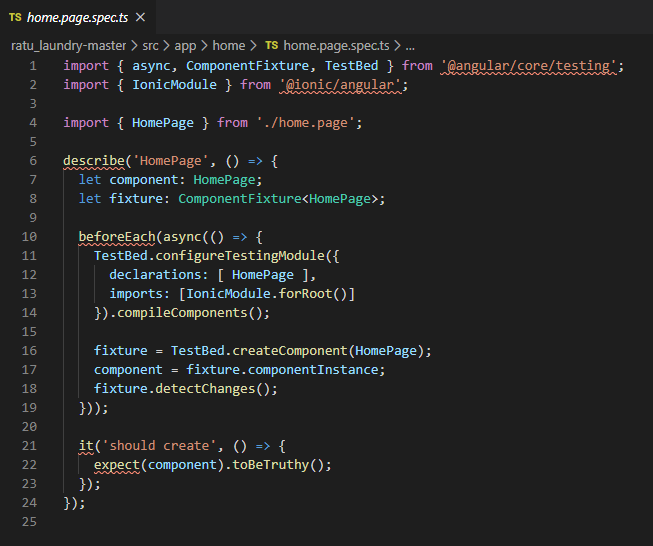 TS home.page.spec.ts ×
ratu_laundry-master > src > app > home > TS home.page.spec.ts > ...
1 import { async, ComponentFixture, TestBed } from '@angular/core/testing';
2 import { IonicModule } from '@ionic/angular';
3
4 import { HomePage } from './home.page';
5
6 describe('HomePage', () => {
7   let component: HomePage;
8   let fixture: ComponentFixture<HomePage>;
9
10   beforeEach(async(() => {
11     TestBed.configureTestingModule({
12       declarations: [ HomePage ],
13       imports: [IonicModule.forRoot()]
14     }).compileComponents();
15
16     fixture = TestBed.createComponent(HomePage);
17     component = fixture.componentInstance;
18     fixture.detectChanges();
19   }));
20
21   it('should create', () => {
22     expect(component).toBeTruthy();
23   });
24 });
25